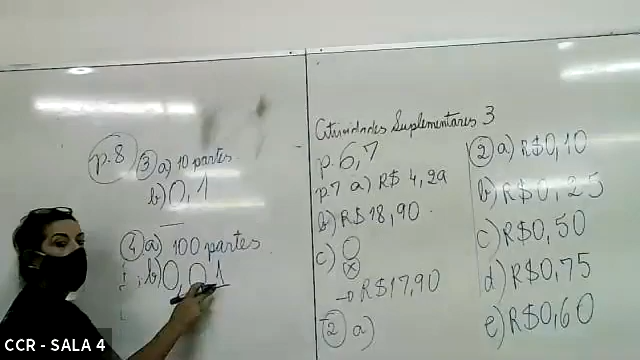 p.8
③ a) 10 partes
b) 0,1
④ a) 100 partes
b) 0,01
Atividades Suplementares 3
p.6,7
p7 a) R$ 4,29
b) R$ 18,90
c) 0
→ R$17,90
② a)
② a) R$0,10
b) R$0,25
c) R$0,50
d) R$0,75
e) R$0,60
CCR - SALA 4